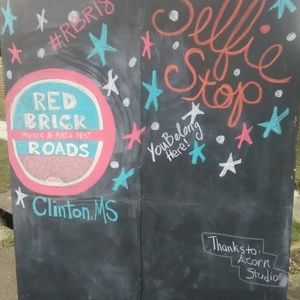 #RBR18
RED
BRICK
MUSIC & ARTS FEST
ROADS
Clinton, MS
Selfie
Stop
You Belong
Here!
Thanks to:
Acorn
Studio